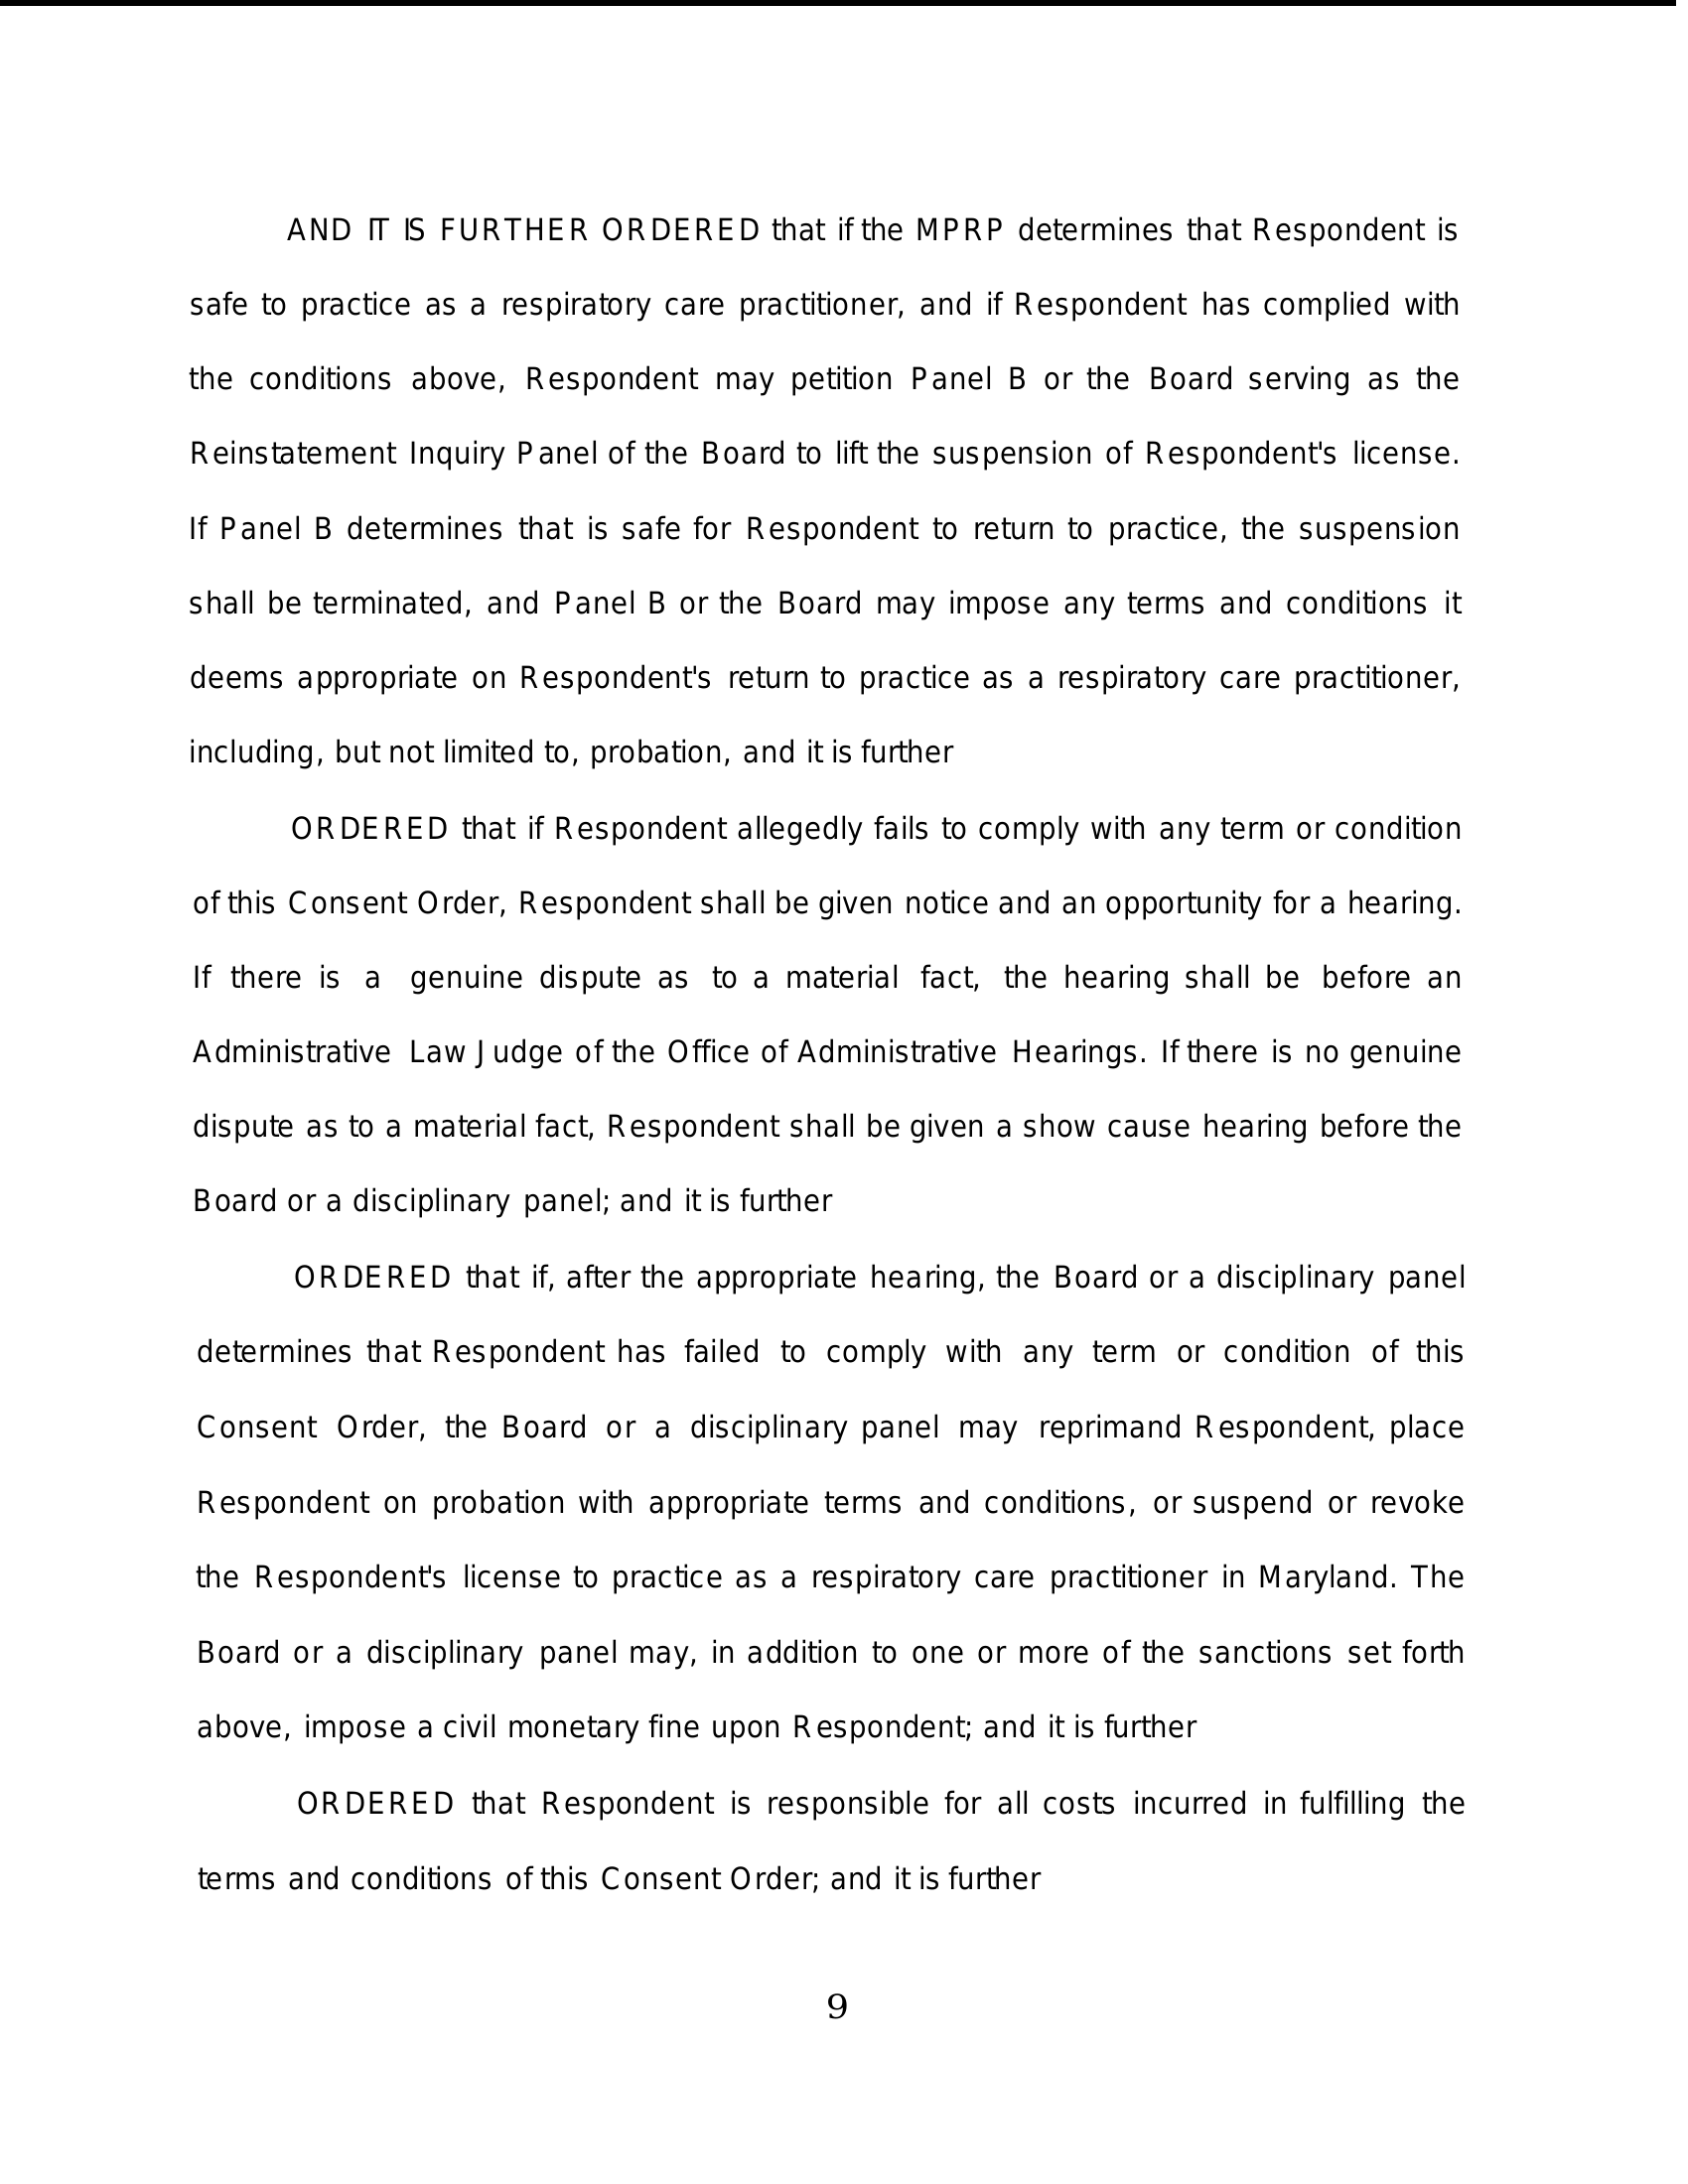 AND IT IS FURTHER ORDERED that if the MPRP determines that Respondent is
safe to practice as a respiratory care practitioner, and if Respondent has complied with
the conditions above, Respondent may petition Panel B or the Board serving as the
Reinstatement Inquiry Panel of the Board to lift the suspension of Respondent's license.
If Panel B determines that is safe for Respondent to return to practice, the suspension
shall be terminated, and Panel B or the Board may impose any terms and conditions it
deems appropriate on Respondent's return to practice as a respiratory care practitioner,
including, but not limited to, probation, and it is further
ORDERED that if Respondent allegedly fails to comply with any term or condition
of this Consent Order, Respondent shall be given notice and an opportunity for a hearing.
If there is a genuine dispute as to a material fact, the hearing shall be before an
Administrative Law Judge of the Office of Administrative Hearings. If there is no genuine
dispute as to a material fact, Respondent shall be given a show cause hearing before the
Board or a disciplinary panel; and it is further
ORDERED that if, after the appropriate hearing, the Board or a disciplinary panel
determines that Respondent has failed to comply with any term or condition of this
Consent Order, the Board or a disciplinary panel may reprimand Respondent, place
Respondent on probation with appropriate terms and conditions, or suspend or revoke
the Respondent's license to practice as a respiratory care practitioner in Maryland. The
Board or a disciplinary panel may, in addition to one or more of the sanctions set forth
above, impose a civil monetary fine upon Respondent; and it is further
ORDERED that Respondent is responsible for all costs incurred in fulfilling the
terms and conditions of this Consent Order; and it is further
9